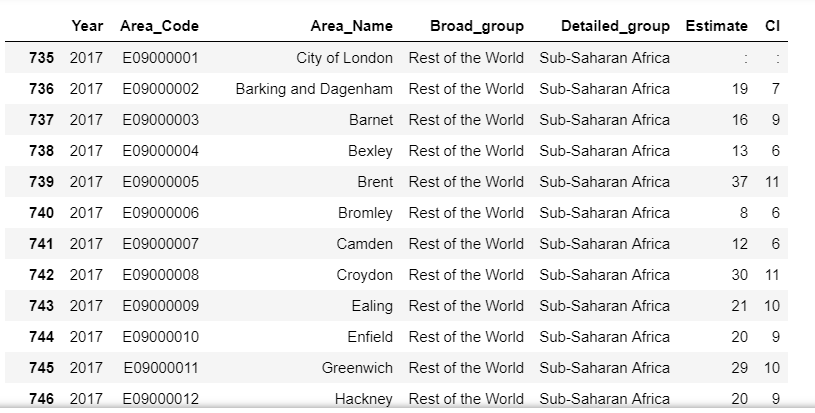 Year Area_Code Area_Name Broad_group Detailed_group Estimate CI
735 2017 E09000001 City of London Rest of the World Sub-Saharan Africa : :
736 2017 E09000002 Barking and Dagenham Rest of the World Sub-Saharan Africa 19 7
737 2017 E09000003 Barnet Rest of the World Sub-Saharan Africa 16 9
738 2017 E09000004 Bexley Rest of the World Sub-Saharan Africa 13 6
739 2017 E09000005 Brent Rest of the World Sub-Saharan Africa 37 11
740 2017 E09000006 Bromley Rest of the World Sub-Saharan Africa 8 6
741 2017 E09000007 Camden Rest of the World Sub-Saharan Africa 12 6
742 2017 E09000008 Croydon Rest of the World Sub-Saharan Africa 30 11
743 2017 E09000009 Ealing Rest of the World Sub-Saharan Africa 21 10
744 2017 E09000010 Enfield Rest of the World Sub-Saharan Africa 20 9
745 2017 E09000011 Greenwich Rest of the World Sub-Saharan Africa 29 10
746 2017 E09000012 Hackney Rest of the World Sub-Saharan Africa 20 9